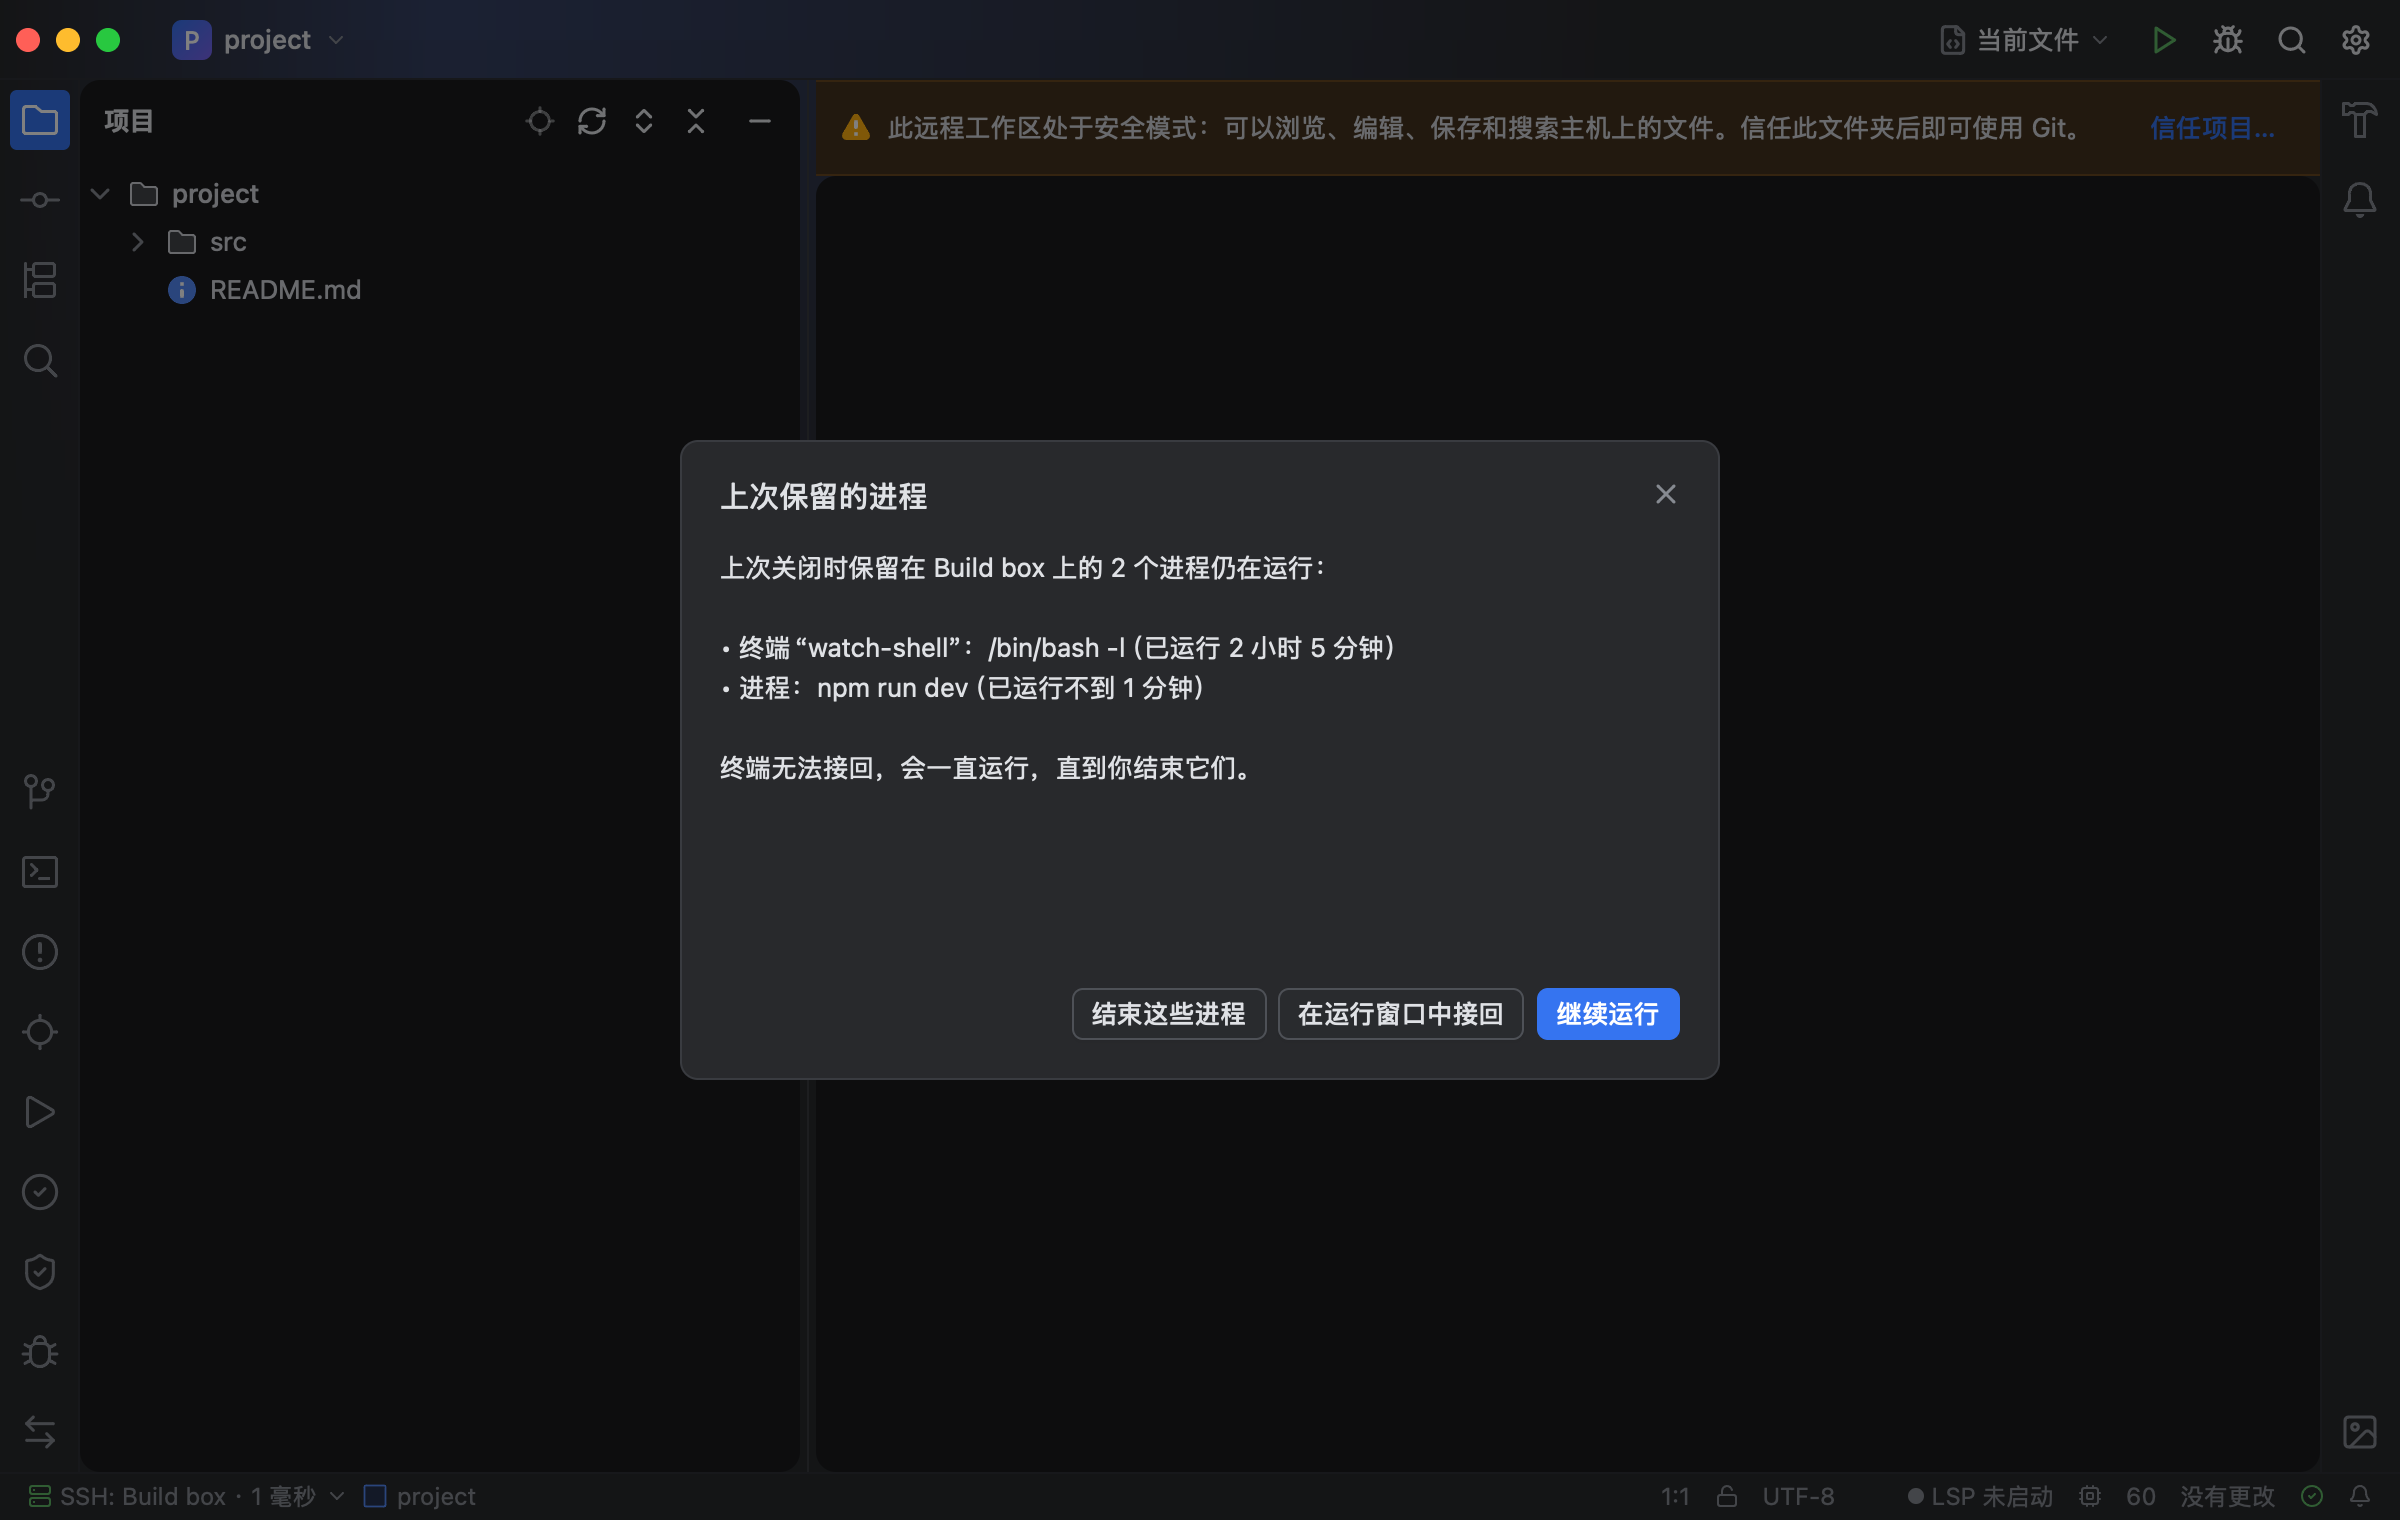 P project
当前文件
项目
此远程工作区处于安全模式：可以浏览、编辑、保存和搜索主机上的文件。信任此文件夹后即可使用 Git。 信任项目...
project
src
README.md
上次保留的进程
上次关闭时保留在 Build box 上的 2 个进程仍在运行：
• 终端 “watch-shell”：/bin/bash -l (已运行 2 小时 5 分钟)
• 进程：npm run dev (已运行不到 1 分钟)
终端无法接回，会一直运行，直到你结束它们。
结束这些进程 在运行窗口中接回 继续运行
SSH: Build box · 1 毫秒 project 1:1 UTF-8 LSP 未启动 60 没有更改